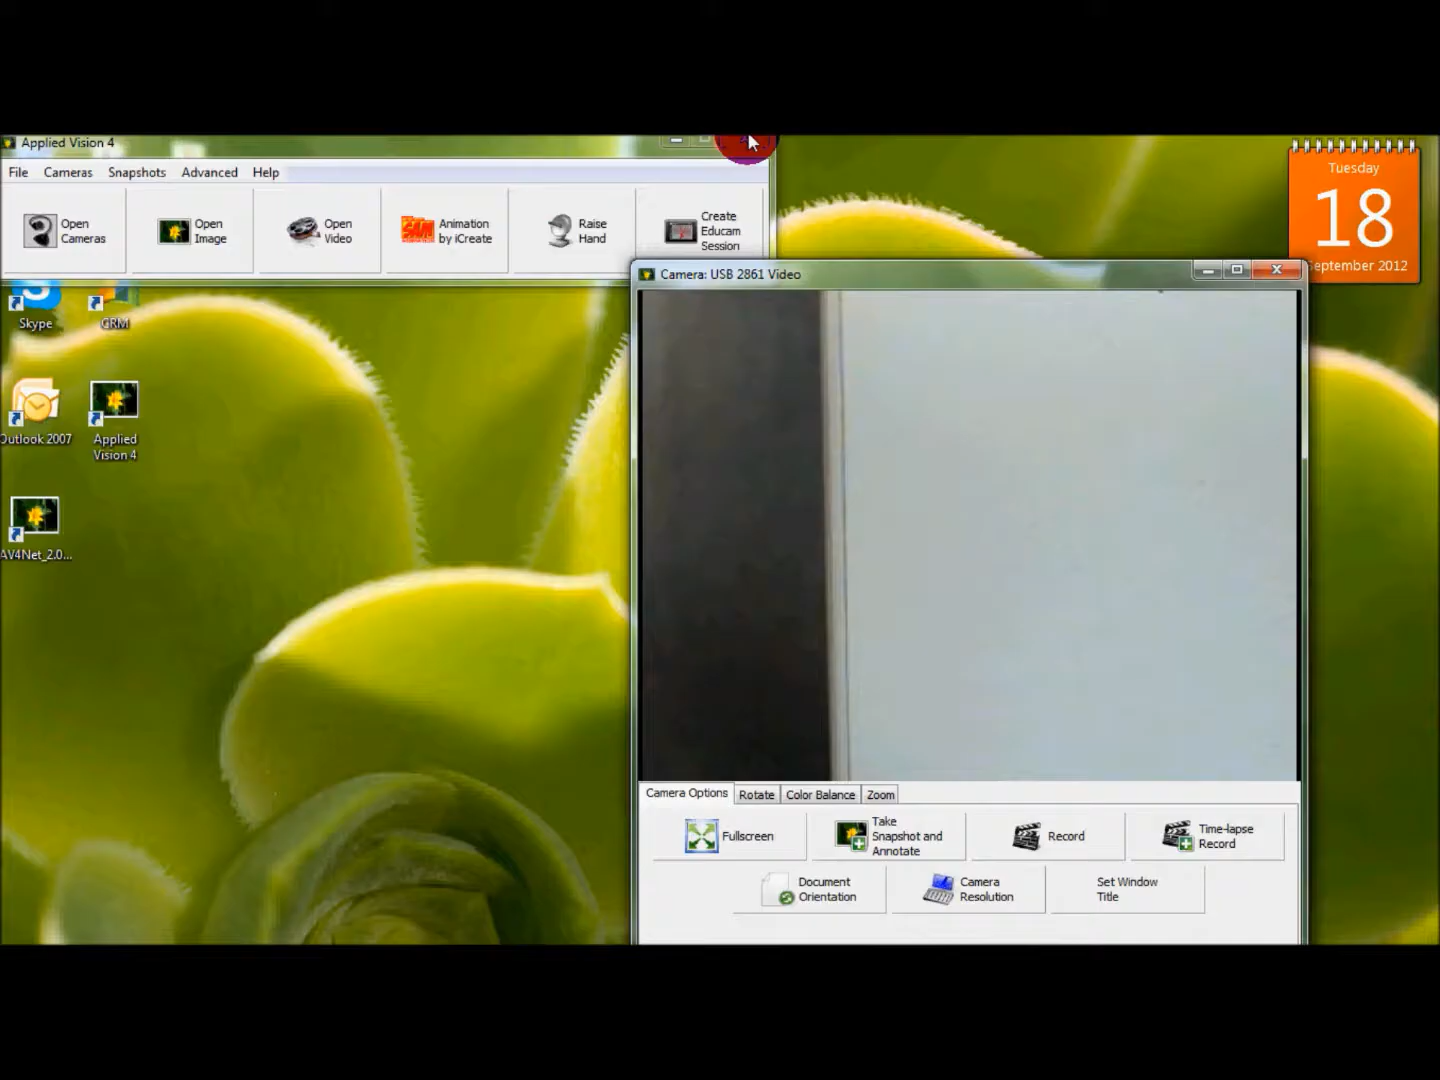 Applied Vision 4
File Cameras Snapshots Advanced Help
Open
Cameras
Open
Image
Open
Video
Animation
by iCreate
Raise
Hand
Create
Educam
Session
Tuesday
18
September 2012
Camera: USB 2861 Video
Skype
GRM
Outlook 2007
Applied
Vision 4
AV4Net_2.0...
Camera Options Rotate Color Balance Zoom
Fullscreen
Take
Snapshot and
Annotate
Record
Time-lapse
Record
Document
Orientation
Camera
Resolution
Set Window
Title